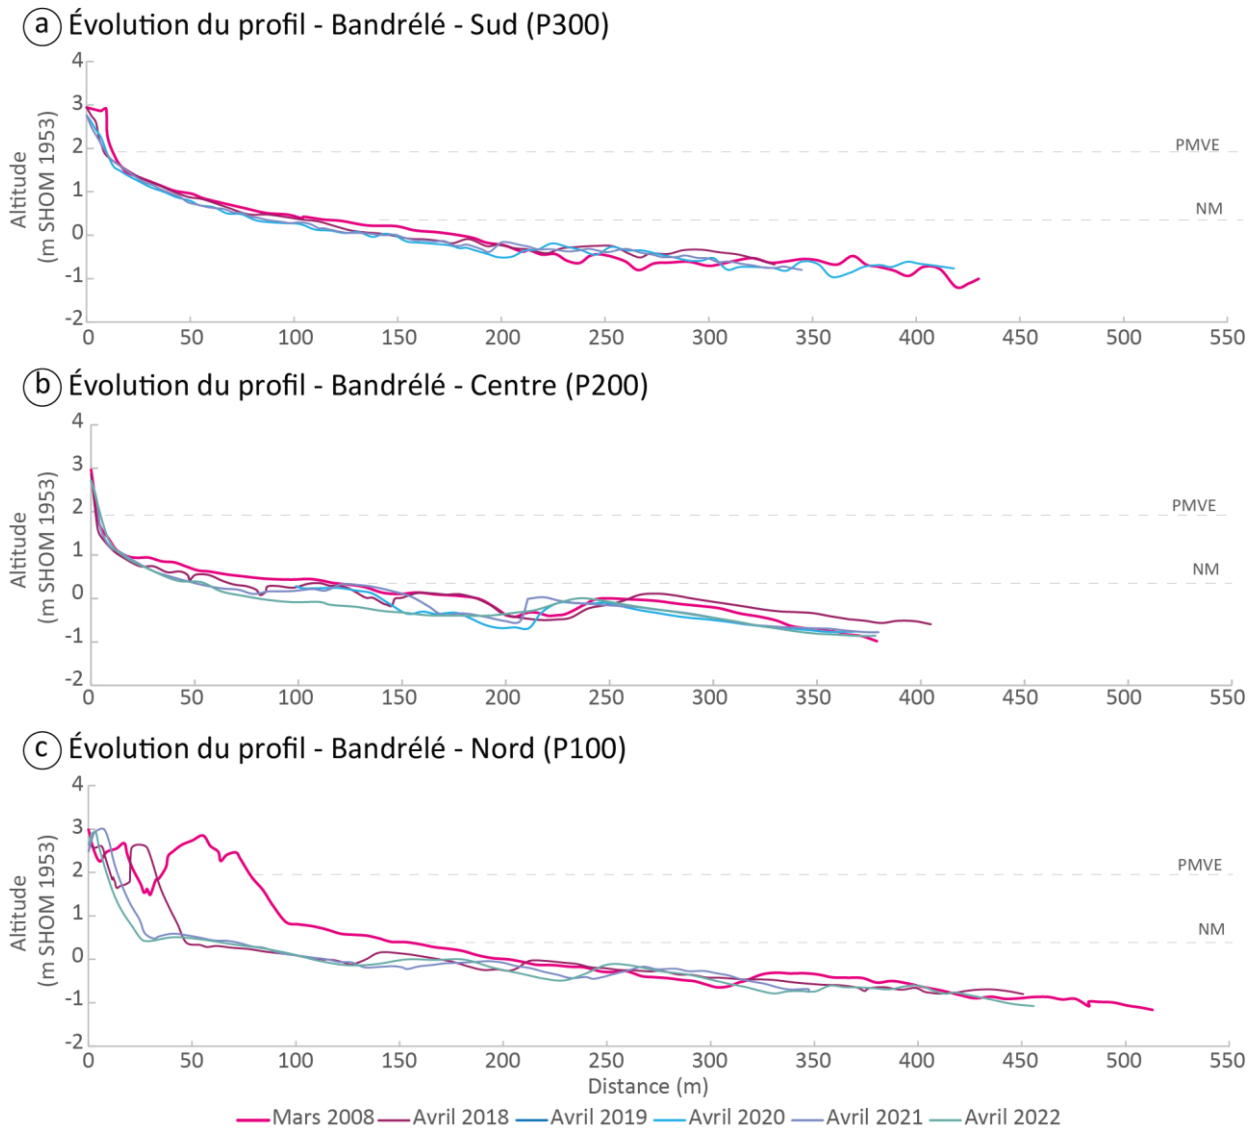 a Évolution du profil - Bandrélé - Sud (P300)
4
3
2
1
0
-1
-2
Altitude
(m SHOM 1953)
PMVE
NM
0 50 100 150 200 250 300 350 400 450 500 550
b Évolution du profil - Bandrélé - Centre (P200)
4
3
2
1
0
-1
-2
Altitude
(m SHOM 1953)
PMVE
NM
0 50 100 150 200 250 300 350 400 450 500 550
c Évolution du profil - Bandrélé - Nord (P100)
4
3
2
1
0
-1
-2
Altitude
(m SHOM 1953)
PMVE
NM
0 50 100 150 200 250 300 350 400 450 500 550
Distance (m)
Mars 2008 Avril 2018 Avril 2019 Avril 2020 Avril 2021 Avril 2022